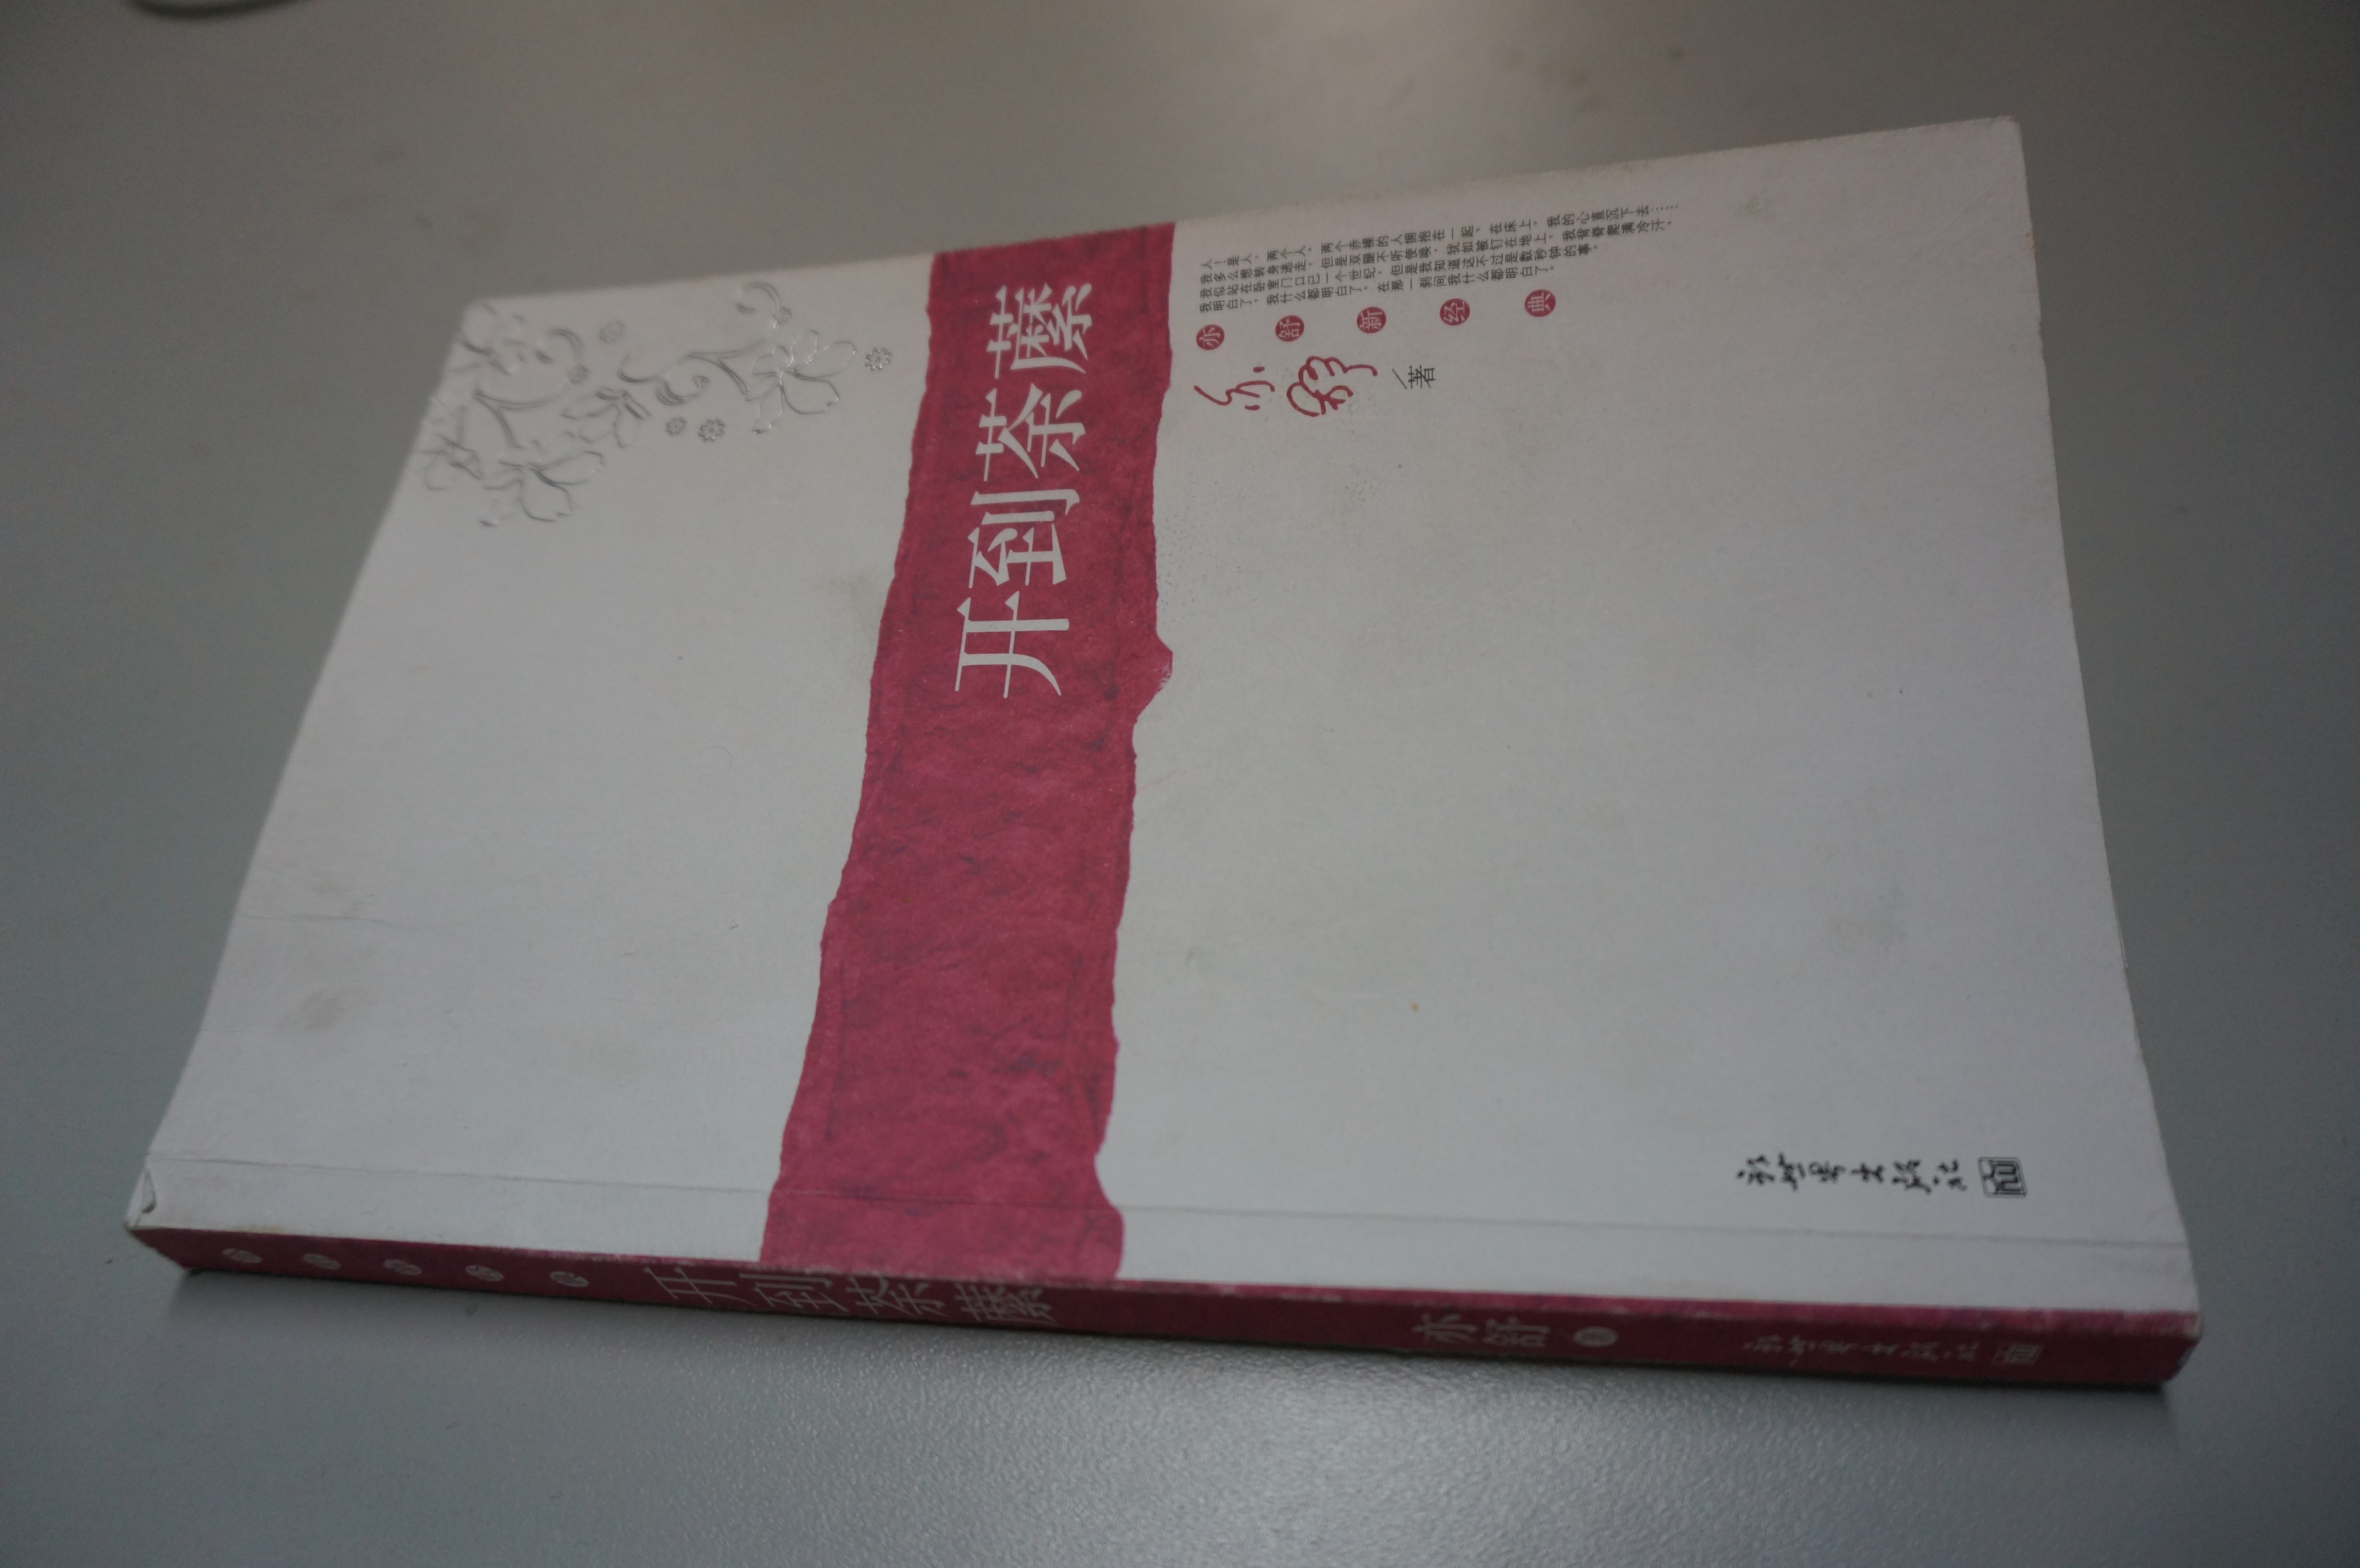 开到荼䕷
人！是人，两个人，两个赤裸的人拥抱在一起，在床上，我的心直沉下去……
我多么想转身逃走，但是双腿不听使唤，犹如被钉在地上，我背脊爬满冷汗，
我似站在卧室门口已一个世纪，但是我知道这不过是数秒钟的事。
我明白了，我什么都明白了，在那一刹间我什么都明白了。
亦舒新经典
亦舒／著
新世界出版社
开到荼䕷
亦舒
新世界出版社